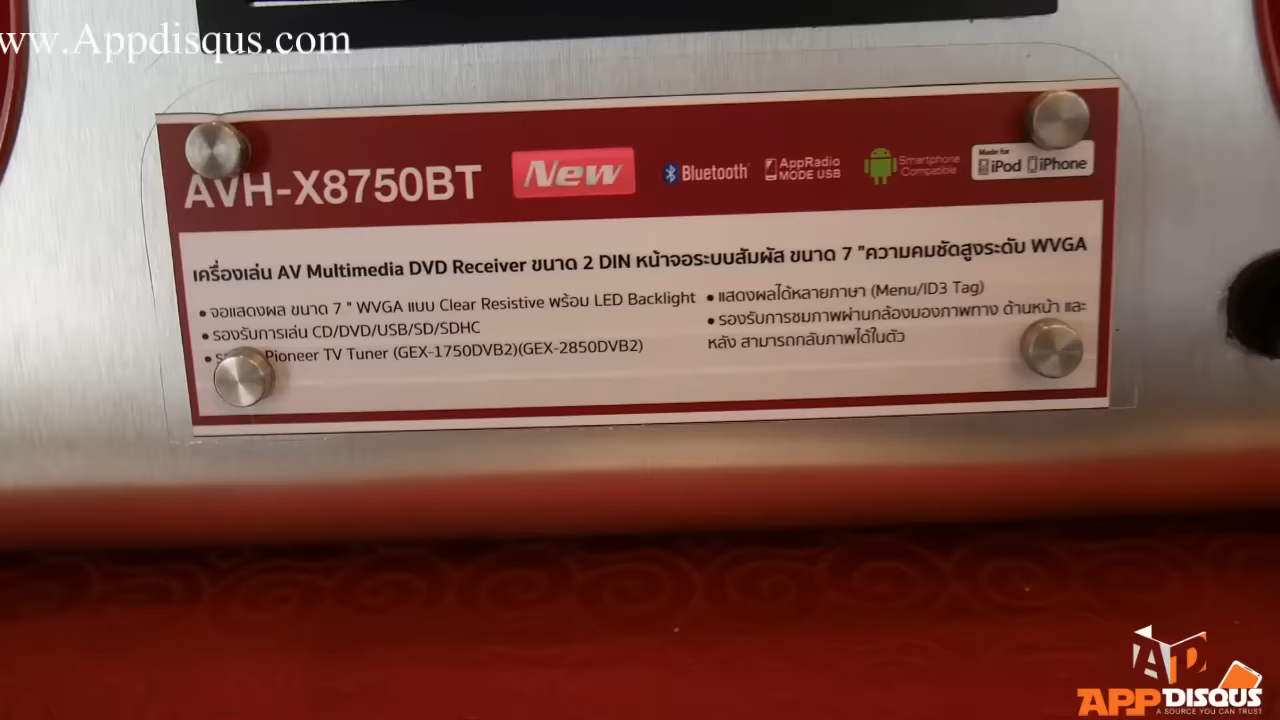 www.Appdisqus.com
AVH-X8750BT
New
Bluetooth
AppRadio
MODE USB
Smartphone
Compatible
Made for
iPod iPhone
เครื่องเล่น AV Multimedia DVD Receiver ขนาด 2 DIN หน้าจอระบบสัมผัส ขนาด 7 "ความคมชัดสูงระดับ WVGA
• จอแสดงผล ขนาด 7 " WVGA แบบ Clear Resistive พร้อม LED Backlight
• รองรับการเล่น CD/DVD/USB/SD/SDHC
• Pioneer TV Tuner (GEX-1750DVB2)(GEX-2850DVB2)
• แสดงผลได้หลายภาษา (Menu/ID3 Tag)
• รองรับการชมภาพผ่านกล้องมองภาพทาง ด้านหน้า และ
หลัง สามารถกลับภาพได้ในตัว
APPDISQUS
A SOURCE YOU CAN TRUST